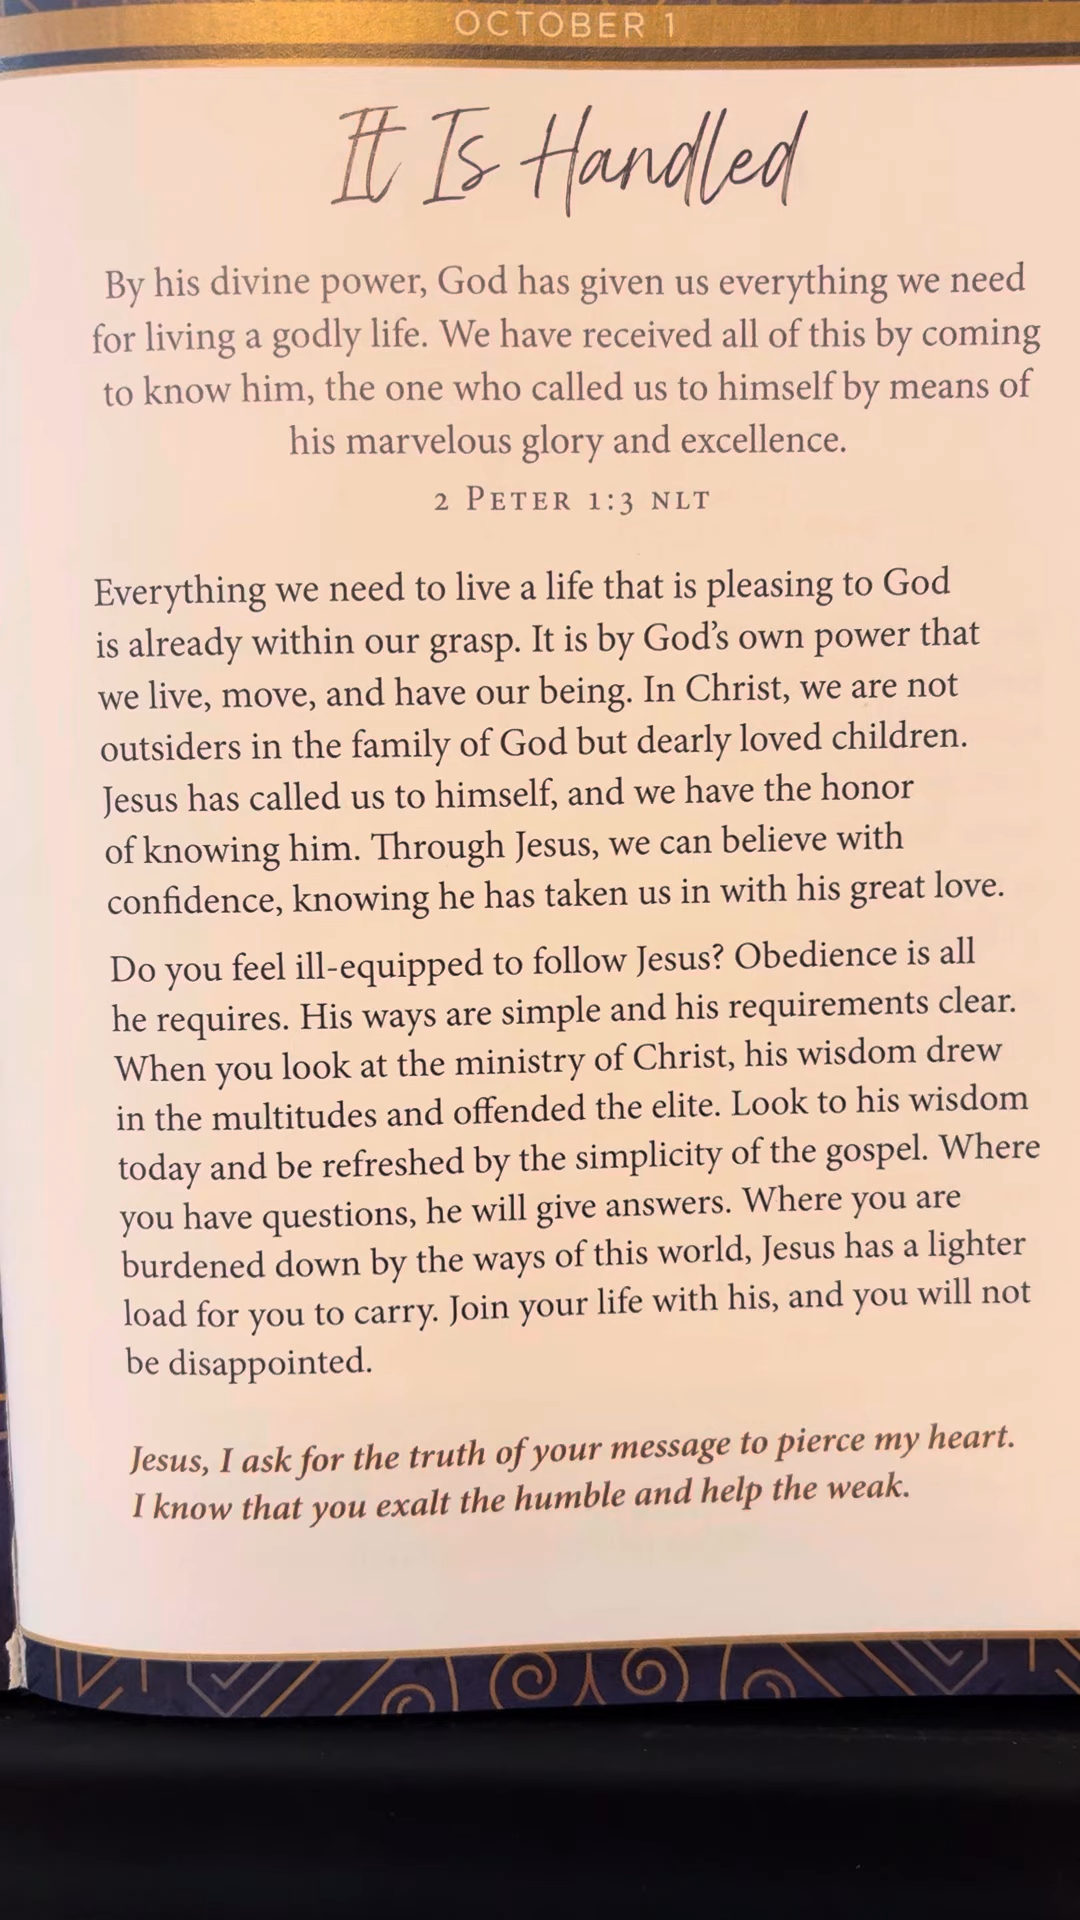 OCTOBER 1
It Is Handled
By his divine power, God has given us everything we need
for living a godly life. We have received all of this by coming
to know him, the one who called us to himself by means of
his marvelous glory and excellence.
2 PETER 1:3 NLT
Everything we need to live a life that is pleasing to God
is already within our grasp. It is by God’s own power that
we live, move, and have our being. In Christ, we are not
outsiders in the family of God but dearly loved children.
Jesus has called us to himself, and we have the honor
of knowing him. Through Jesus, we can believe with
confidence, knowing he has taken us in with his great love.
Do you feel ill-equipped to follow Jesus? Obedience is all
he requires. His ways are simple and his requirements clear.
When you look at the ministry of Christ, his wisdom drew
in the multitudes and offended the elite. Look to his wisdom
today and be refreshed by the simplicity of the gospel. Where
you have questions, he will give answers. Where you are
burdened down by the ways of this world, Jesus has a lighter
load for you to carry. Join your life with his, and you will not
be disappointed.
Jesus, I ask for the truth of your message to pierce my heart.
I know that you exalt the humble and help the weak.